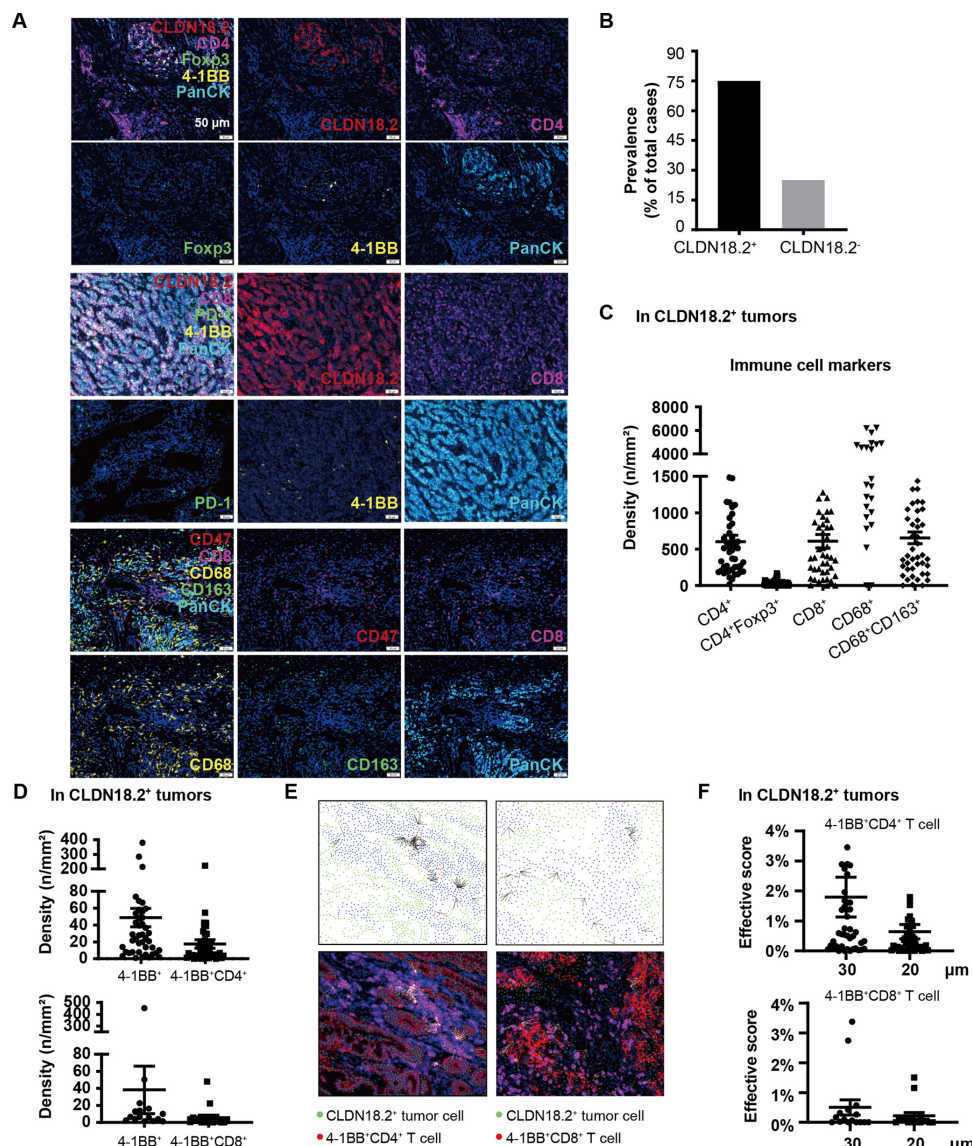 A
CLDN18.2
CD4
Foxp3
4-1BB
PanCK
50 μm
CLDN18.2
CD4
Foxp3
4-1BB
PanCK
CLDN18.2
CD8
PD-1
4-1BB
PanCK
CLDN18.2
CD8
PD-1
4-1BB
PanCK
CD47
CD8
CD68
CD163
PanCK
CD47
CD8
CD68
CD163
PanCK
B
Prevalence
(% of total cases)
90
75
60
45
30
15
0
CLDN18.2⁺
CLDN18.2⁻
C In CLDN18.2⁺ tumors
Immune cell markers
Density (n/mm²)
8000
6000
4000
1500
1000
500
0
CD4⁺
CD4⁺Foxp3⁺
CD8⁺
CD68⁺
CD68⁺CD163⁺
D In CLDN18.2⁺ tumors
Density (n/mm²)
400
300
200
80
60
40
20
0
4-1BB⁺ 4-1BB⁺CD4⁺
Density (n/mm²)
500
300
80
60
40
20
0
4-1BB⁺ 4-1BB⁺CD8⁺
E
CLDN18.2⁺ tumor cell
4-1BB⁺CD4⁺ T cell
CLDN18.2⁺ tumor cell
4-1BB⁺CD8⁺ T cell
F In CLDN18.2⁺ tumors
4-1BB⁺CD4⁺ T cell
Effective score
4%
3%
2%
1%
0%
30 20 μm
4-1BB⁺CD8⁺ T cell
Effective score
4%
3%
2%
1%
0%
30 20 μm